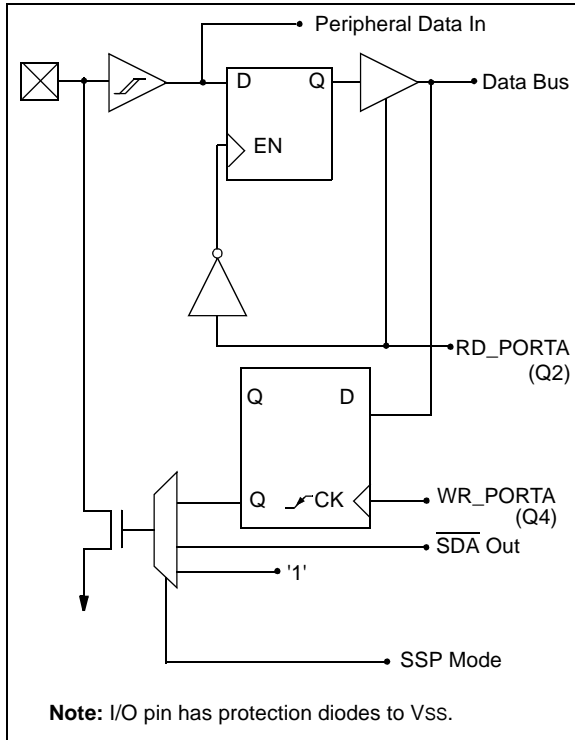 Peripheral Data In
D
Q
Data Bus
EN
RD_PORTA
(Q2)
Q
D
Q
CK
WR_PORTA
(Q4)
SDA Out
'1'
SSP Mode
Note: I/O pin has protection diodes to VSS.